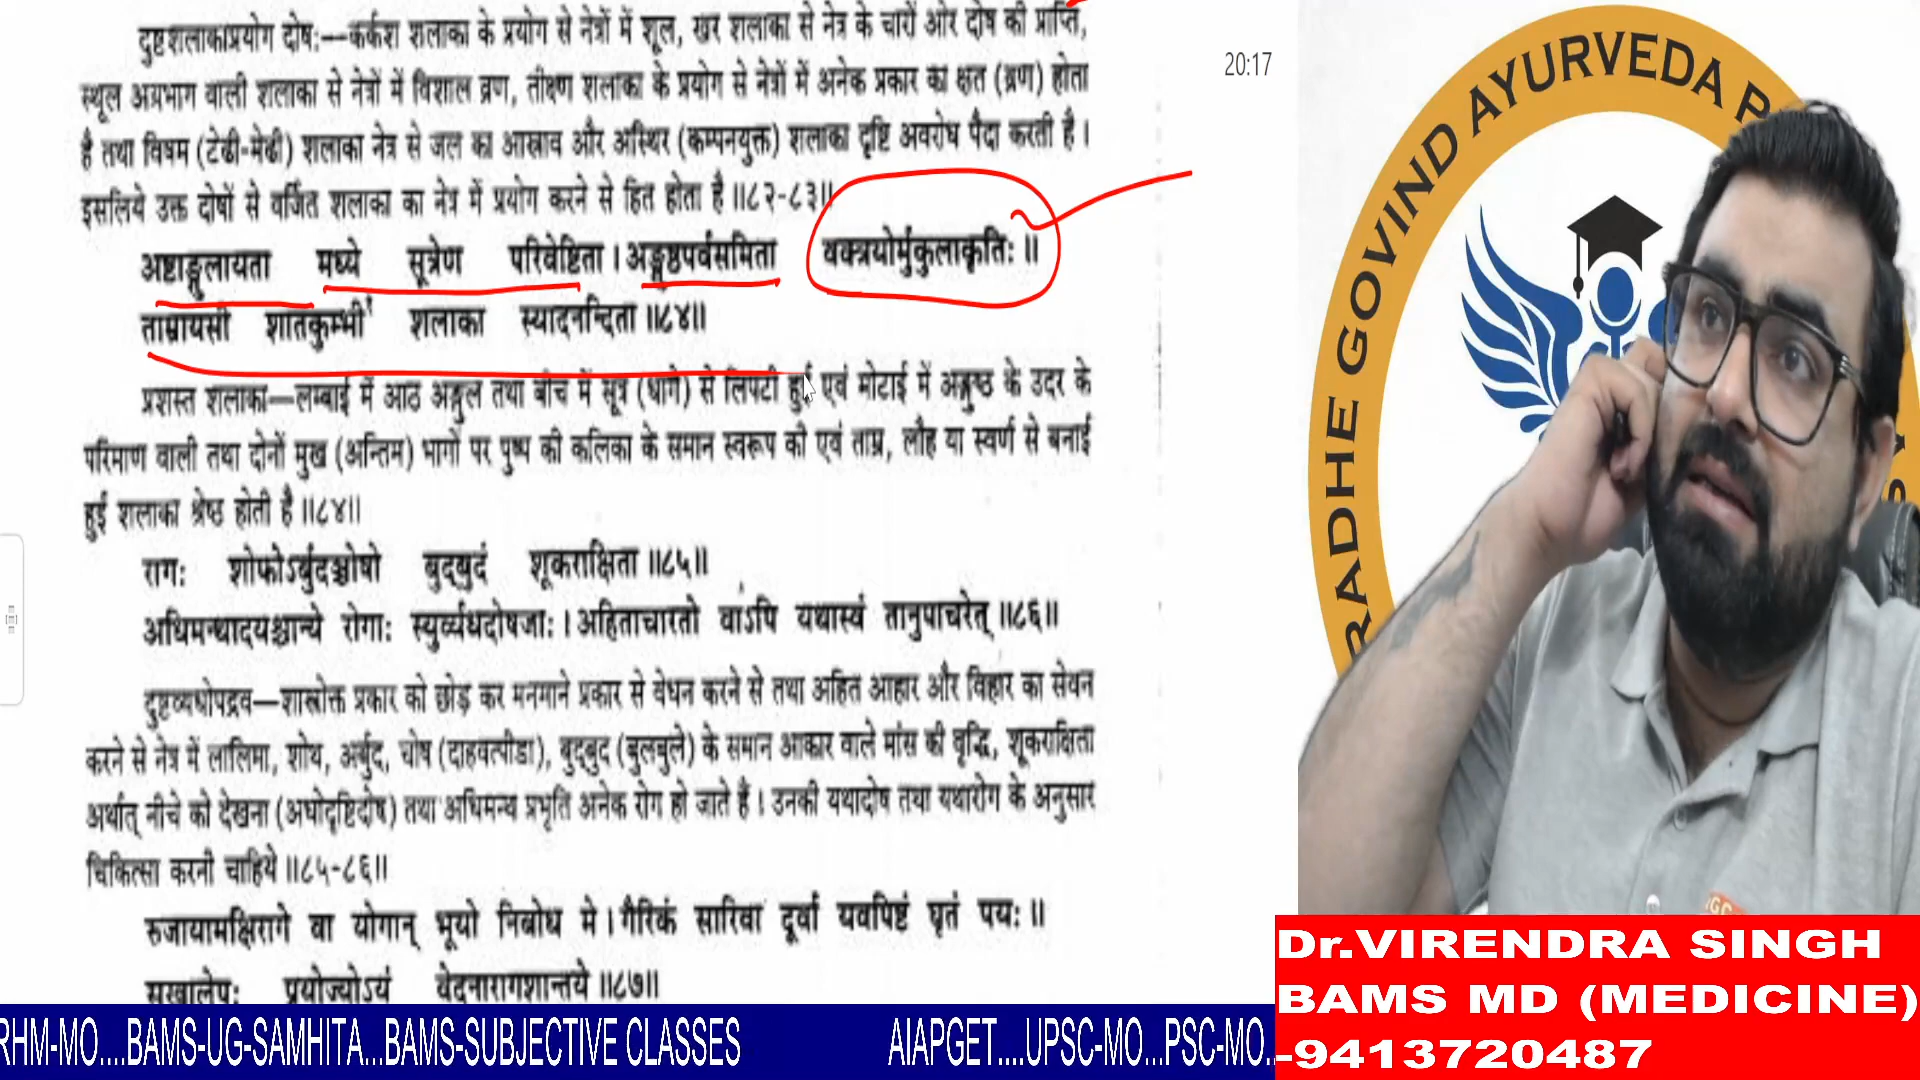 दुष्टशलाकाप्रयोग दोष:—कर्कश शलाका के प्रयोग से नेत्रों में शूल, खर शलाका से नेत्र के चारों ओर दोष की प्राप्ति,
स्थूल अग्रभाग वाली शलाका से नेत्रों में विशाल व्रण, तीक्ष्ण शलाका के प्रयोग से नेत्रों में अनेक प्रकार का क्षत (व्रण) होता
है तथा विषम (टेढी-मेढी) शलाका नेत्र से जल का आस्राव और अस्थिर (कम्पनयुक्त) शलाका दृष्टि अवरोध पैदा करती है ।
इसलिये उक्त दोषों से वर्जित शलाका का नेत्र में प्रयोग करने से हित होता है ॥८२-८३॥
अष्टाङ्गुलायता मध्ये सूत्रेण परिवेष्टिता । अङ्गुष्ठपर्वसमिता वक्त्रयोर्मुकुलाकृतिः ॥
ताम्रायसी शातकुम्भी शलाका स्यादनन्दिता ॥८४॥
प्रशस्त शलाका—लम्बाई में आठ अङ्गुल तथा बीच में सूत्र (धागे) से लिपटी हुई एवं मोटाई में अङ्गुष्ठ के उदर के
परिमाण वाली तथा दोनों मुख (अन्तिम) भागों पर पुष्प की कलिका के समान स्वरूप की एवं ताम्र, लौह या स्वर्ण से बनाई
हुई शलाका श्रेष्ठ होती है ॥८४॥
रागः शोफोऽर्बुदञ्चोषो बुद्बुदं शूकराक्षिता ॥८५॥
अधिमन्थादयश्चान्ये रोगाः स्युर्व्यधदोषजाः । अहिताचारतो वाऽपि यथास्वं तानुपाचरेत् ॥८६॥
दुष्टव्यधोपद्रव—शास्त्रोक्त प्रकार को छोड़ कर मनमाने प्रकार से वेधन करने से तथा अहित आहार और विहार का सेवन
करने से नेत्र में लालिमा, शोथ, अर्बुद, चोष (दाहवत्पीडा), बुद्बुद (बुलबुले) के समान आकार वाले मांस की वृद्धि, शूकराक्षिता
अर्थात् नीचे को देखना (अधोदृष्टिदोष) तथा अधिमन्थ प्रभृति अनेक रोग हो जाते हैं । उनकी यथादोष तथा यथारोग के अनुसार
चिकित्सा करनी चाहिये ॥८५-८६॥
रुजायामक्षिरागे वा योगान् भूयो निबोध मे । गैरिकं सारिवा दूर्वा यवपिष्टं घृतं पयः ॥
सुखालेपः प्रयोज्योऽयं वेदनारागशान्तये ॥८७॥
20:17
RADHE GOVIND AYURVEDA P
Dr.VIRENDRA SINGH
BAMS MD (MEDICINE)
-9413720487
RHM-MO....BAMS-UG-SAMHITA...BAMS-SUBJECTIVE CLASSES AIAPGET....UPSC-MO...PSC-MO..